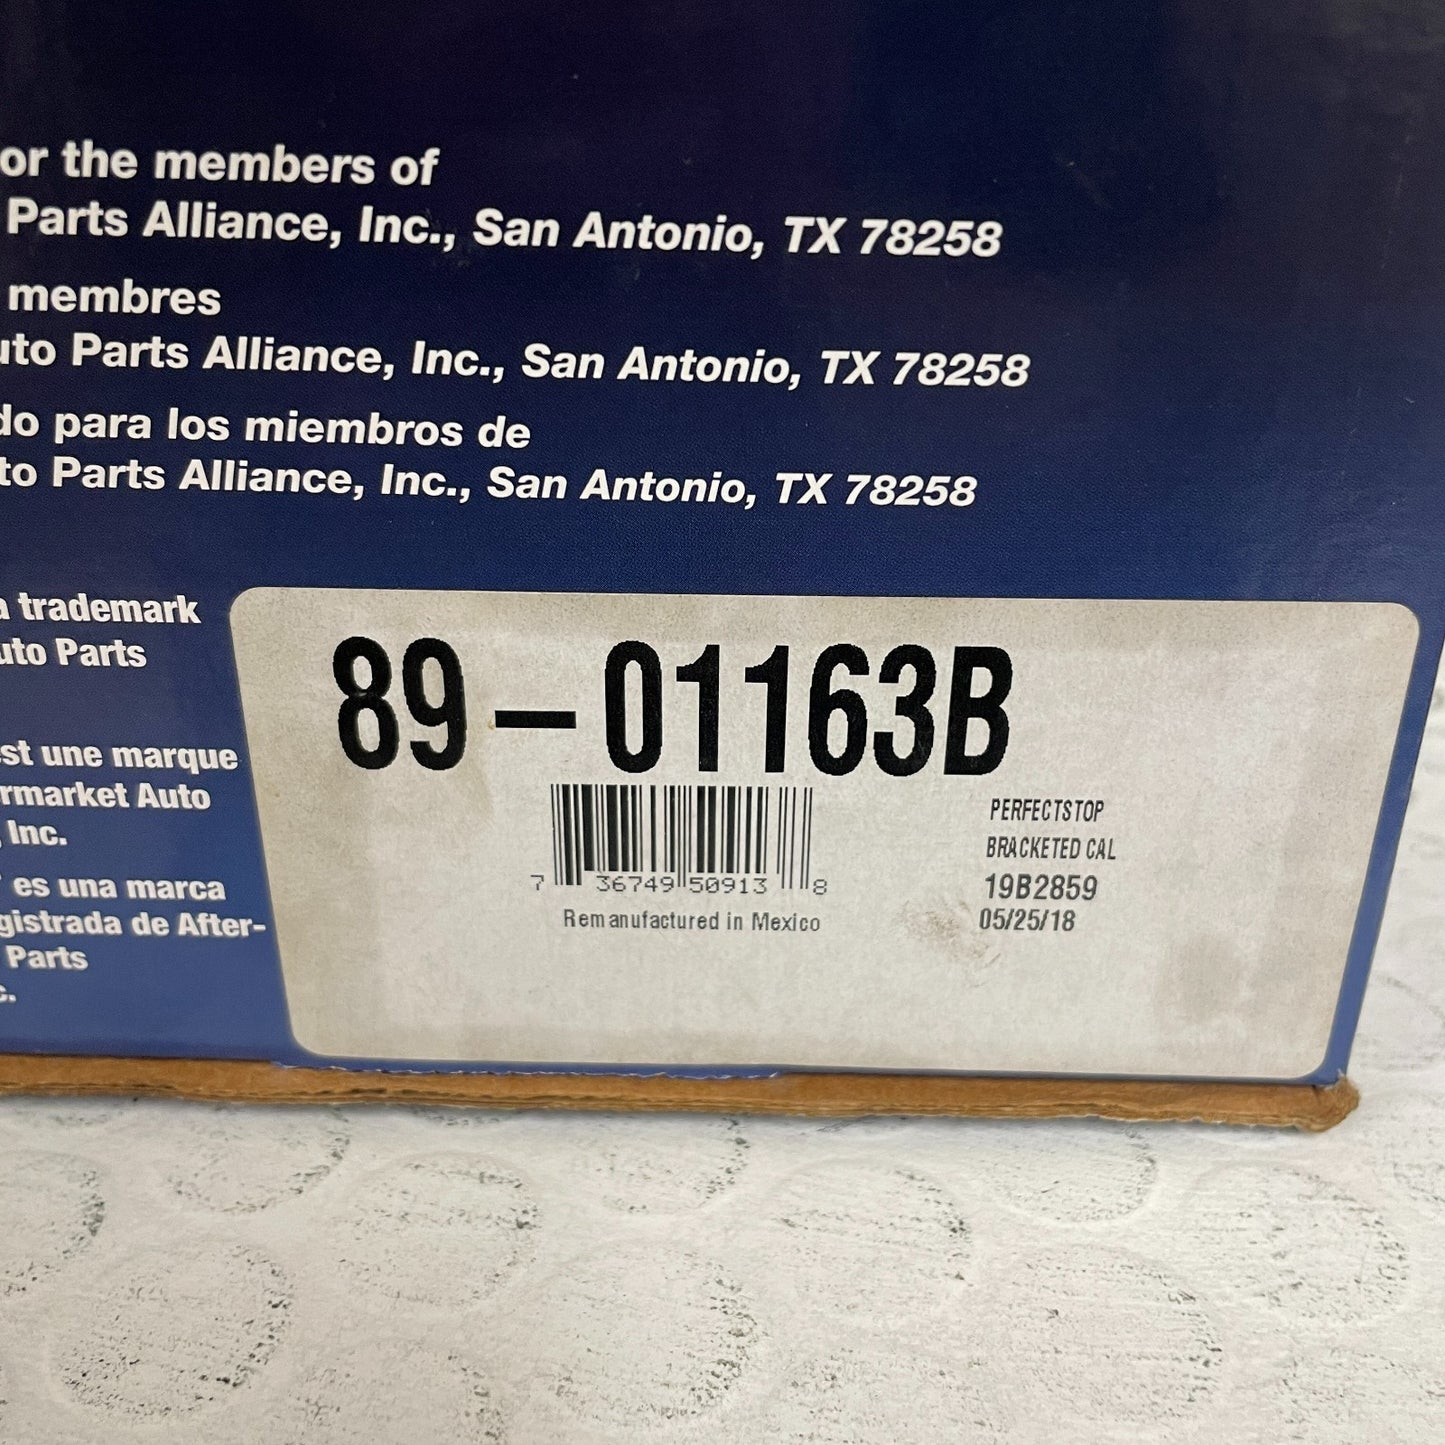 or the members of
Parts Alliance, Inc., San Antonio, TX 78258
membres
uto Parts Alliance, Inc., San Antonio, TX 78258
do para los miembros de
to Parts Alliance, Inc., San Antonio, TX 78258
a trademark
uto Parts
est une marque
rmarket Auto
, Inc.
es una marca
gistrada de After-
Parts
c.
89-01163B
7 36749 50913 8
Remanufactured in Mexico
PERFECTSTOP
BRACKETED CAL
19B2859
05/25/18